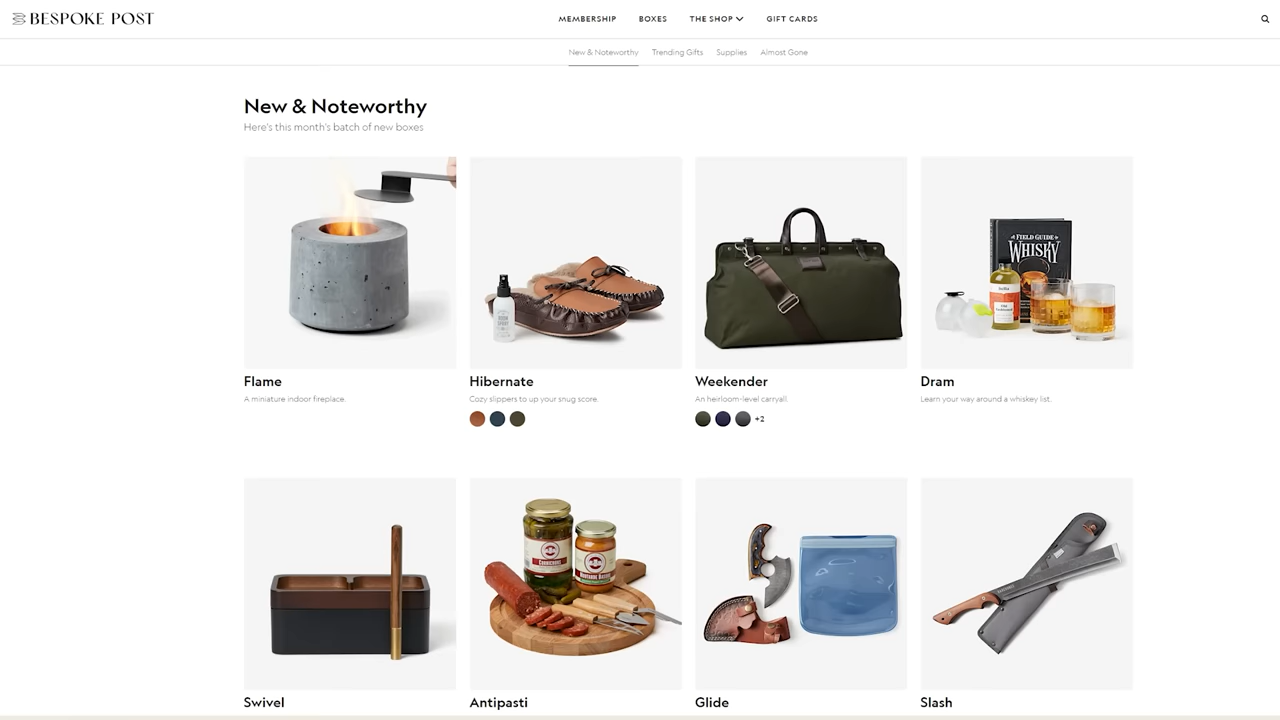 BESPOKE POST
MEMBERSHIP
BOXES
THE SHOP
GIFT CARDS
New & Noteworthy
Trending Gifts
Supplies
Almost Gone
New & Noteworthy
Here's this month's batch of new boxes
FIELD GUIDE
WHISKY
Flame
A miniature indoor fireplace.
Hibernate
Cozy slippers to up your snug score.
Weekender
An heirloom-level carryall.
+2
Dram
Learn your way around a whiskey list.
CORNICHONS
Swivel
Antipasti
Glide
Slash